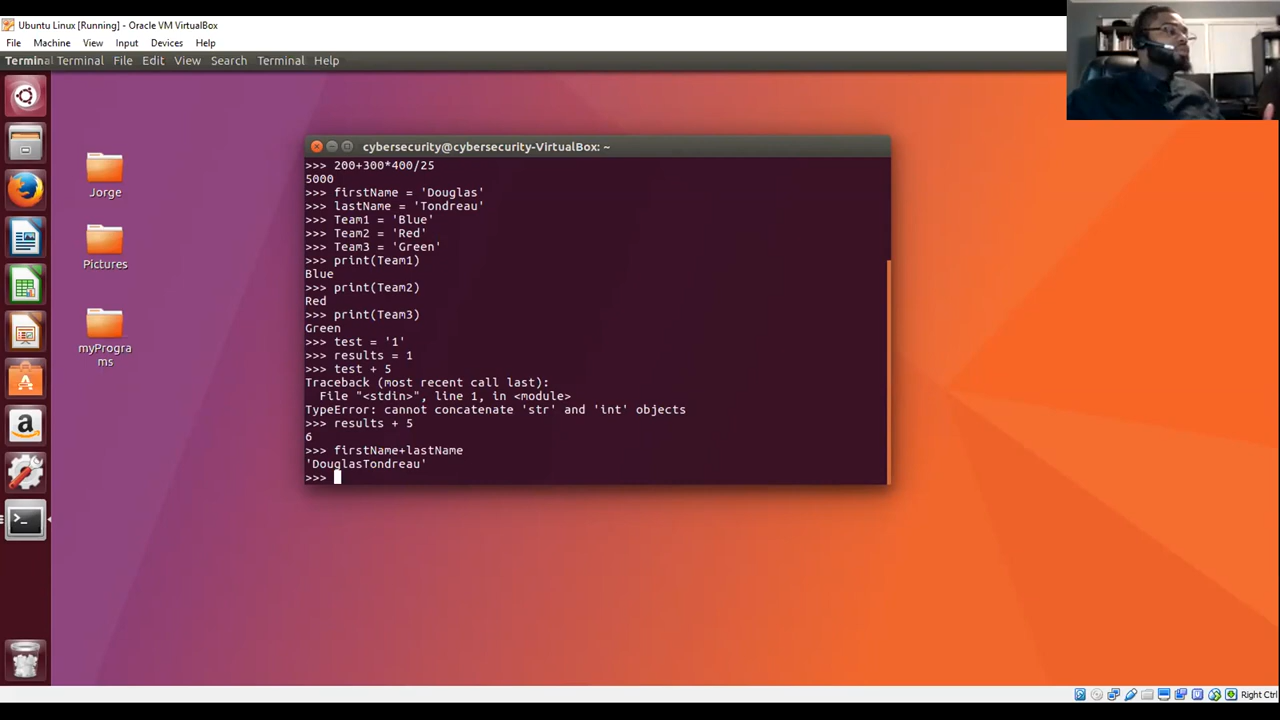 Ubuntu Linux [Running] - Oracle VM VirtualBox
File Machine View Input Devices Help
Termin Terminal File Edit View Search Terminal Help
cybersecurity@cybersecurity-VirtualBox: ~
>>> 200+300*400/25
5000
>>> firstName = 'Douglas'
>>> lastName = 'Tondreau'
>>> Team1 = 'Blue'
>>> Team2 = 'Red'
>>> Team3 = 'Green'
>>> print(Team1)
Blue
>>> print(Team2)
Red
>>> print(Team3)
Green
>>> test = '1'
>>> results = 1
>>> test + 5
Traceback (most recent call last):
  File "<stdin>", line 1, in <module>
TypeError: cannot concatenate 'str' and 'int' objects
>>> results + 5
6
>>> firstName+lastName
'DouglasTondreau'
>>>
Jorge
Pictures
myProgra
ms
Right Ctrl